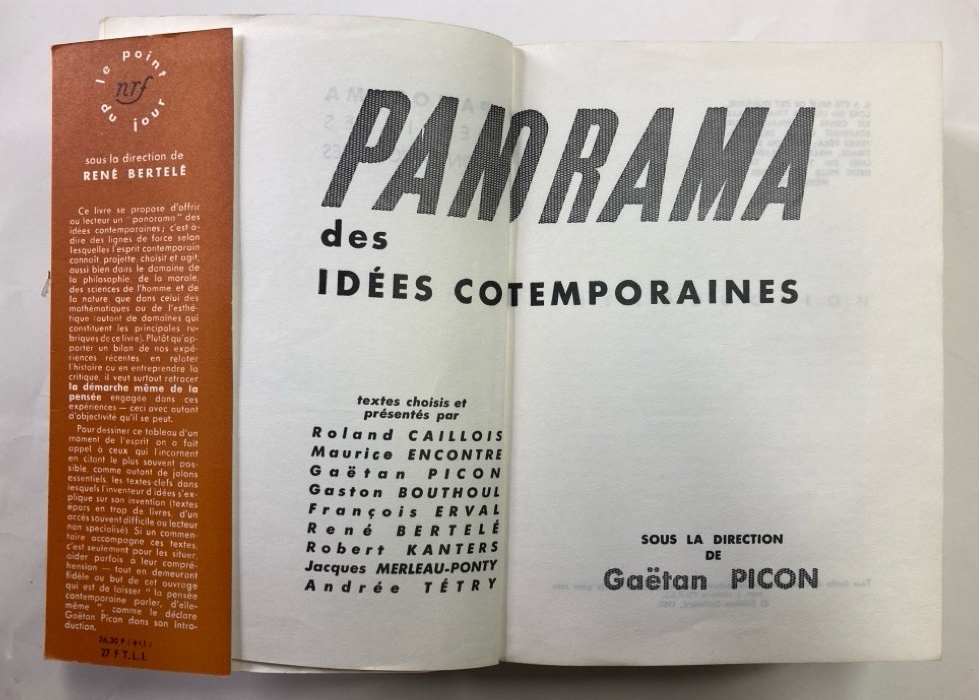 le point
du jour
nrf
sous la direction de
RENÉ BERTELÉ
Ce livre se propose d'offrir
au lecteur un "panorama" des
idées contemporaines ; c'est-à-
dire des lignes de force selon
lesquelles l'esprit contemporain
connaît, projette, choisit et agit,
aussi bien dans le domaine de
la philosophie, de la morale,
des sciences de l'homme et de
la nature, que dans celui des
mathématiques ou de l'esthé-
tique (autant de domaines qui
constituent les principales ru-
briques de ce livre). Plutôt qu'ap-
porter un bilan de nos expé-
riences récentes, en relater
l'histoire ou en entreprendre la
critique, il veut surtout retracer
la démarche même de la
pensée engagée dans ces
expériences — ceci avec autant
d'objectivité qu'il se peut.
Pour dessiner ce tableau d'un
moment de l'esprit on a fait
appel à ceux qui l'incarnent
en citant le plus souvent pos-
sible, comme autant de jalons
essentiels, les textes-clefs dans
lesquels l'inventeur d'idées s'ex-
plique sur son invention (textes
épars en trop de livres, d'un
accès souvent difficile au lecteur
non spécialisé). Si un commen-
taire accompagne ces textes,
c'est seulement pour les situer,
aider parfois à leur compré-
hension — tout en demeurant
fidèle au but de cet ouvrage
qui est de laisser "la pensée
contemporaine parler, d'elle-
même", comme le déclare
Gaëtan Picon dans son intro-
duction.
26,30 F (+t.l.)
27 F T.L.I.
PANORAMA
des
IDÉES COTEMPORAINES
textes choisis et
présentés par
Roland CAILLOIS
Maurice ENCONTRE
Gaëtan PICON
Gaston BOUTHOUL
François ERVAL
René BERTELÉ
Robert KANTERS
Jacques MERLEAU-PONTY
Andrée TÉTRY
SOUS LA DIRECTION
DE
Gaëtan PICON